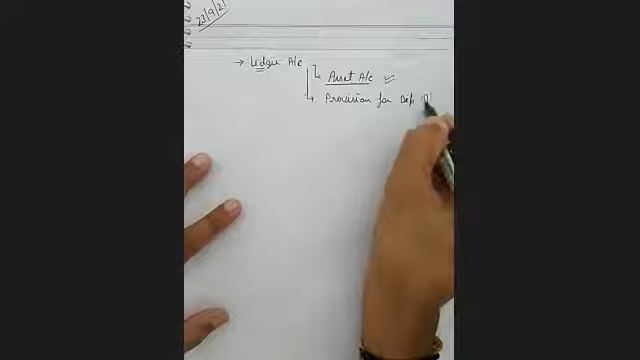 23/9/21
→ Ledger A/c
→ Asset A/c ✓
→ Provision for Dep